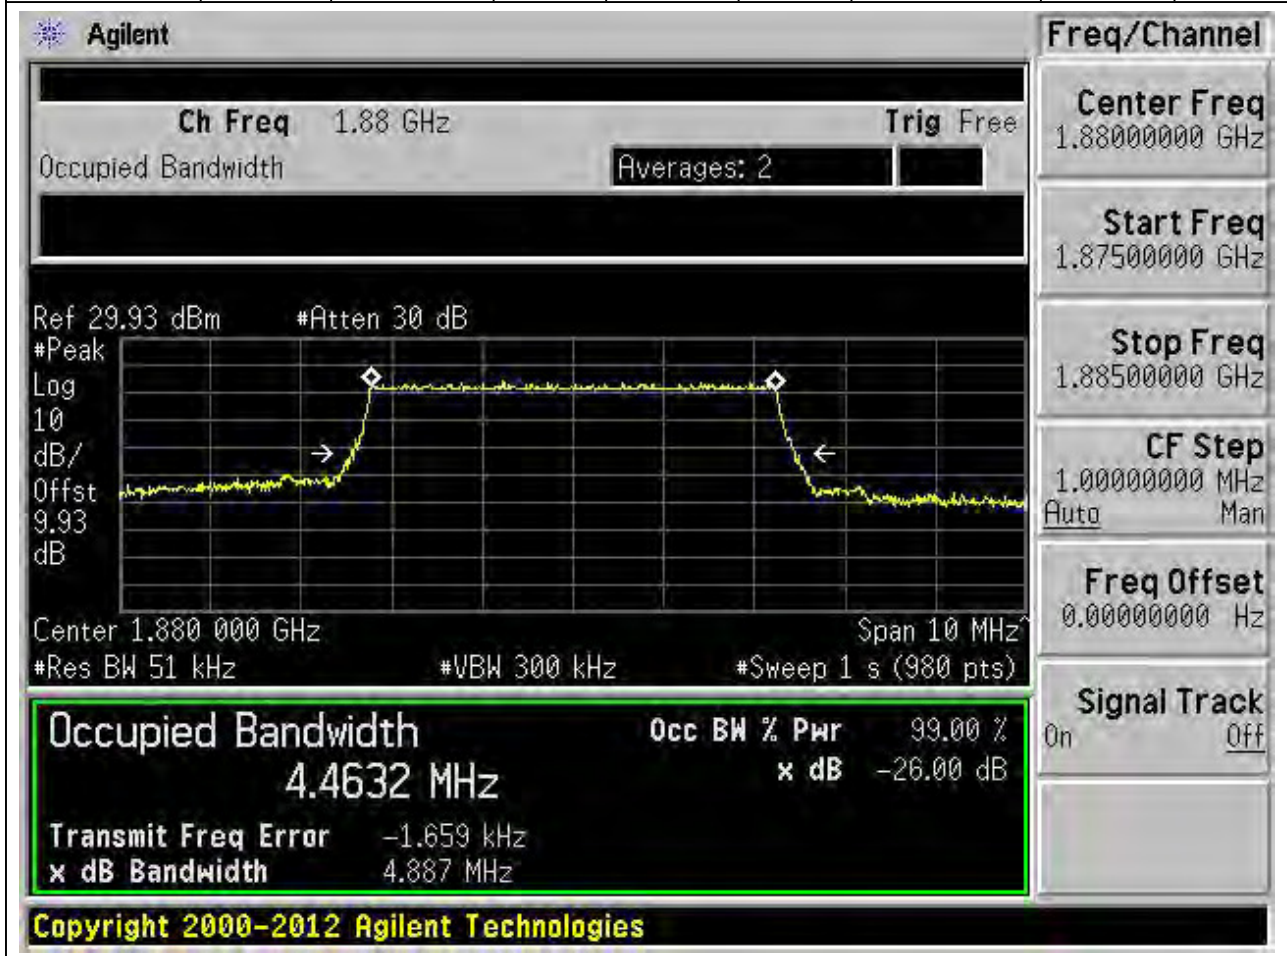 Agilent
Freq/Channel
Ch Freq 1.88 GHz Trig Free
Occupied Bandwidth Averages: 2
Center Freq
1.88000000 GHz
Start Freq
1.87500000 GHz
Stop Freq
1.88500000 GHz
CF Step
1.00000000 MHz
Auto Man
Freq Offset
0.00000000 Hz
Signal Track
On Off
Ref 29.93 dBm #Atten 30 dB
#Peak
Log
10
dB/
Offst
9.93
dB
Center 1.880 000 GHz Span 10 MHz^
#Res BW 51 kHz #VBW 300 kHz #Sweep 1 s (980 pts)
Occupied Bandwidth Occ BW % Pwr 99.00 %
4.4632 MHz x dB -26.00 dB
Transmit Freq Error -1.659 kHz
x dB Bandwidth 4.887 MHz
Copyright 2000-2012 Agilent Technologies